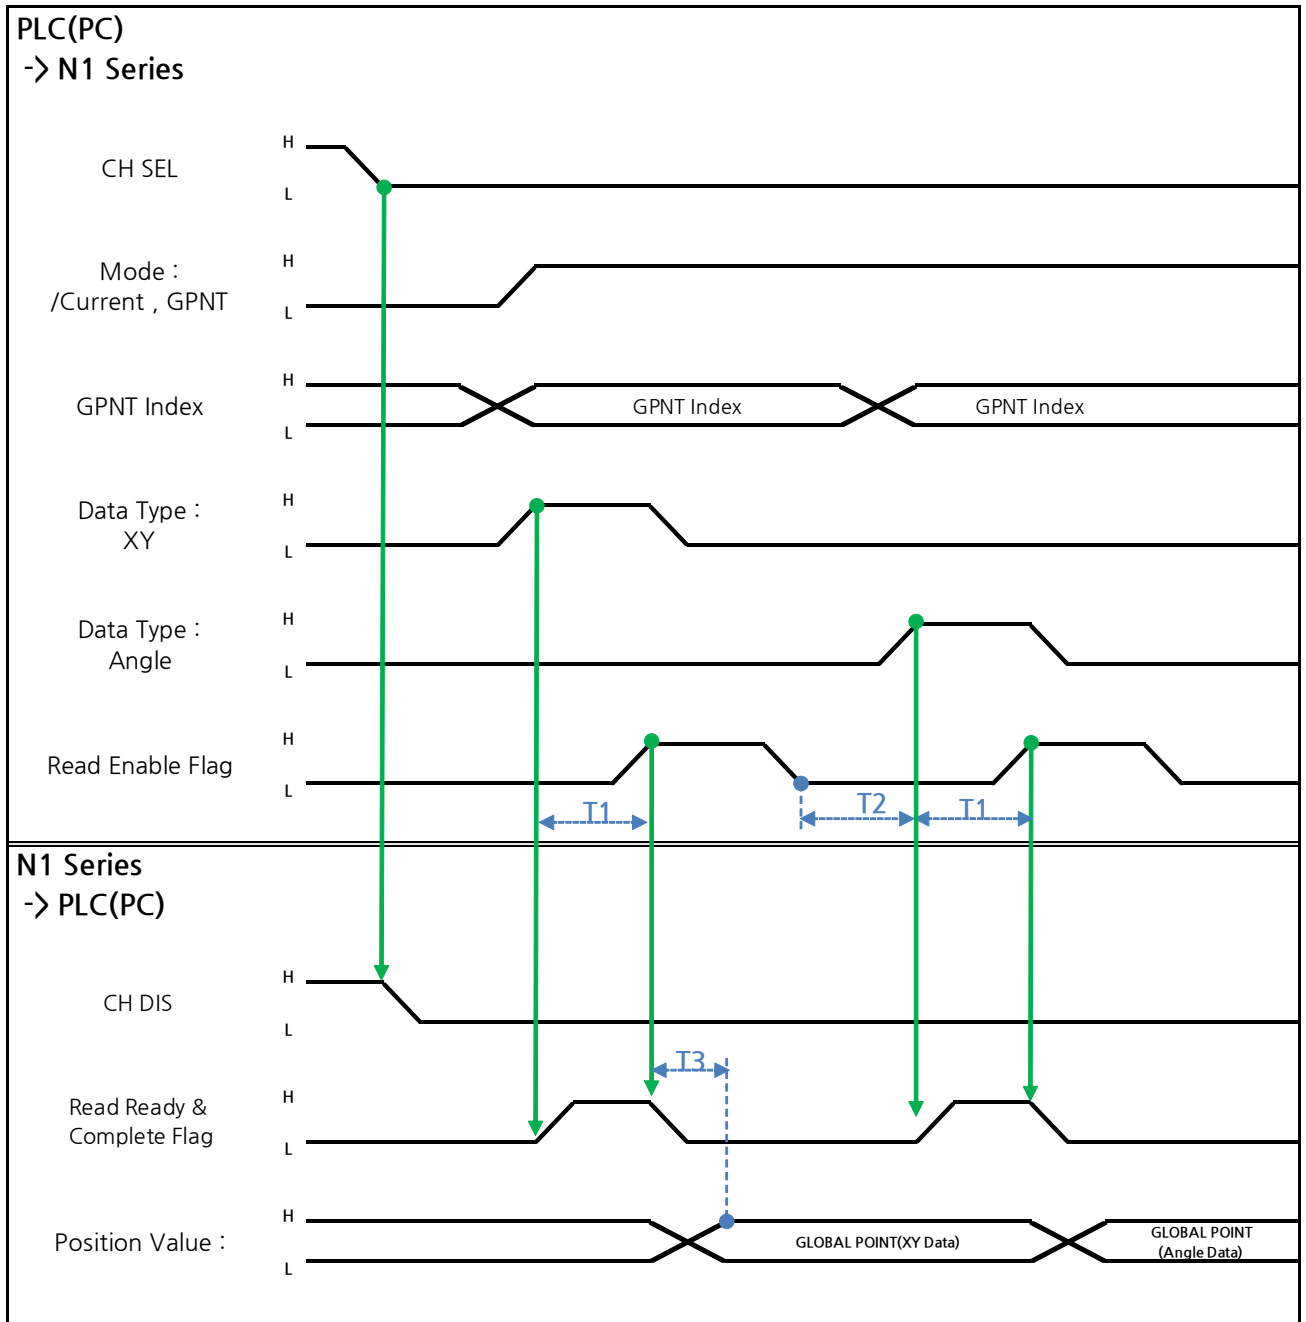 PLC(PC)
-> N1 Series
H
CH SEL
L
H
Mode :
/Current , GPNT
L
H
GPNT Index
GPNT Index
GPNT Index
L
H
Data Type :
XY
L
H
Data Type :
Angle
L
H
Read Enable Flag
L
T1
T2
T1
N1 Series
-> PLC(PC)
H
CH DIS
L
T3
H
Read Ready &
Complete Flag
L
H
Position Value :
GLOBAL POINT(XY Data)
GLOBAL POINT
(Angle Data)
L